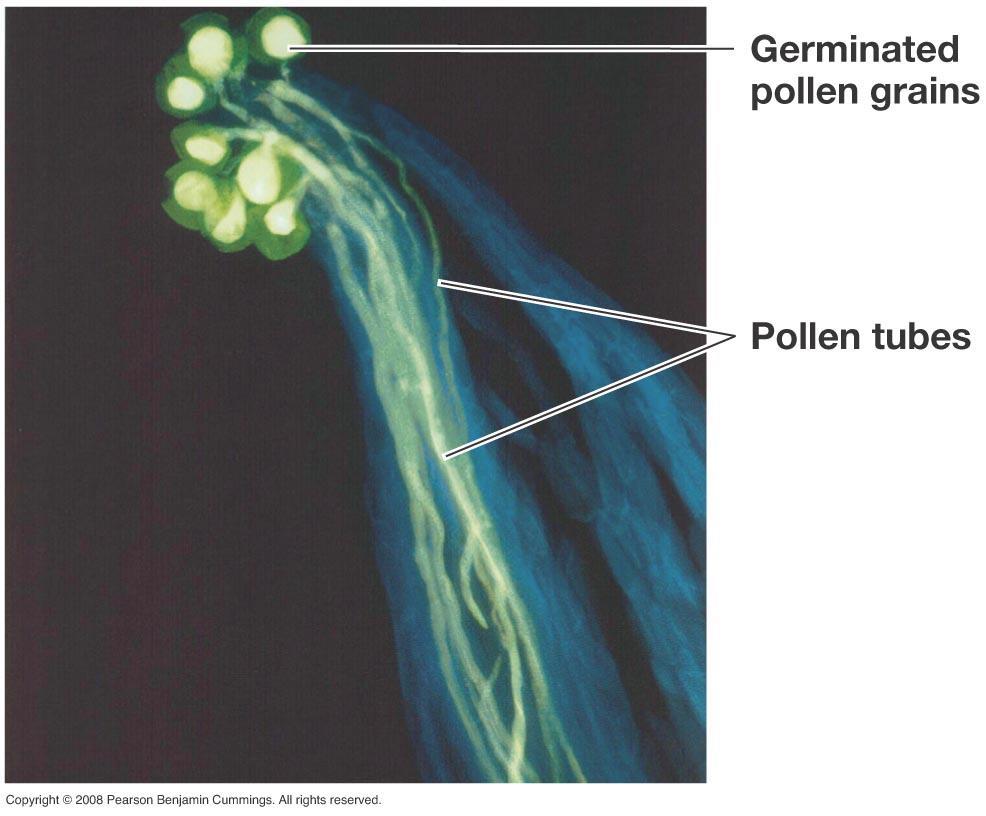 Germinated
pollen grains
Pollen tubes
Copyright © 2008 Pearson Benjamin Cummings. All rights reserved.